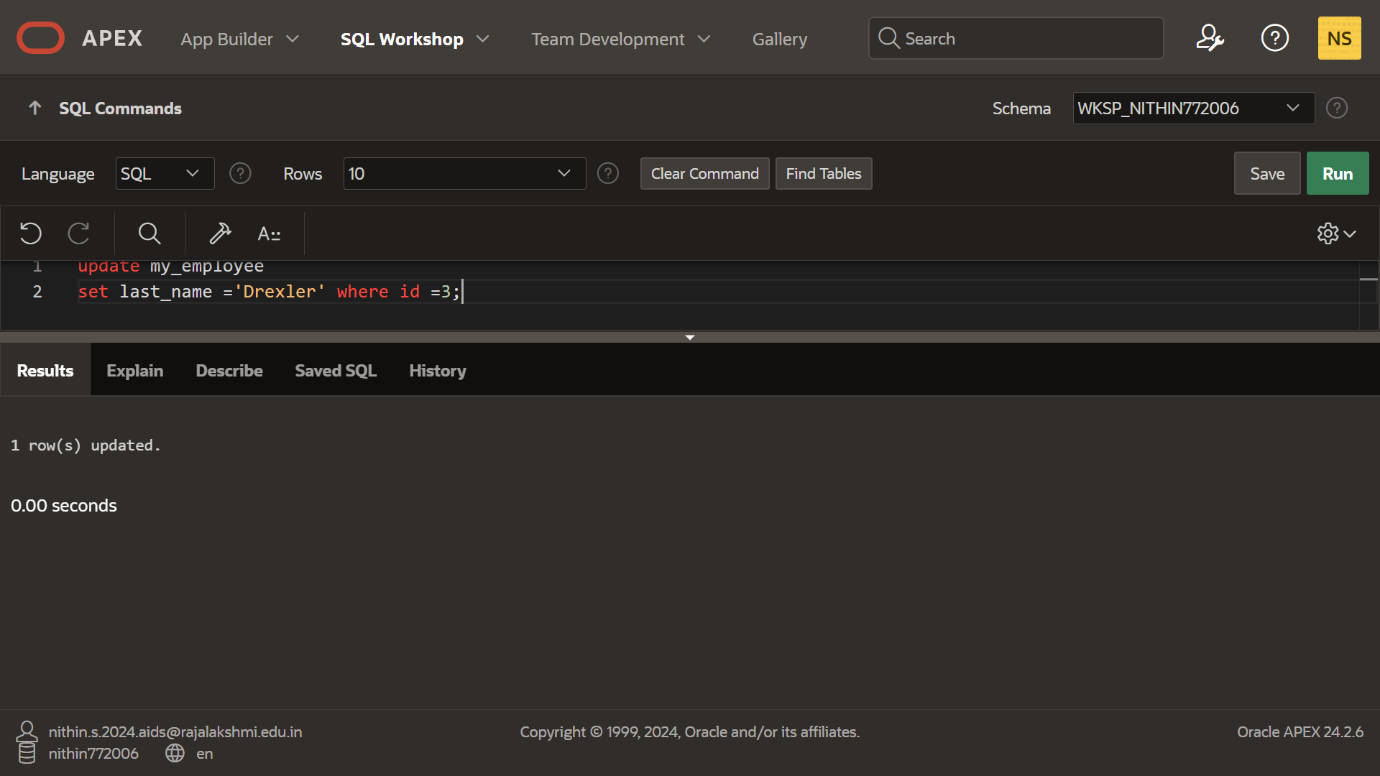 APEX App Builder SQL Workshop Team Development Gallery Search NS
SQL Commands Schema WKSP_NITHIN772006
Language SQL Rows 10 Clear Command Find Tables Save Run
A::
1 update my_employee
2 set last_name ='Drexler' where id =3;
Results Explain Describe Saved SQL History
1 row(s) updated.
0.00 seconds
nithin.s.2024.aids@rajalakshmi.edu.in Copyright © 1999, 2024, Oracle and/or its affiliates. Oracle APEX 24.2.6
nithin772006 en